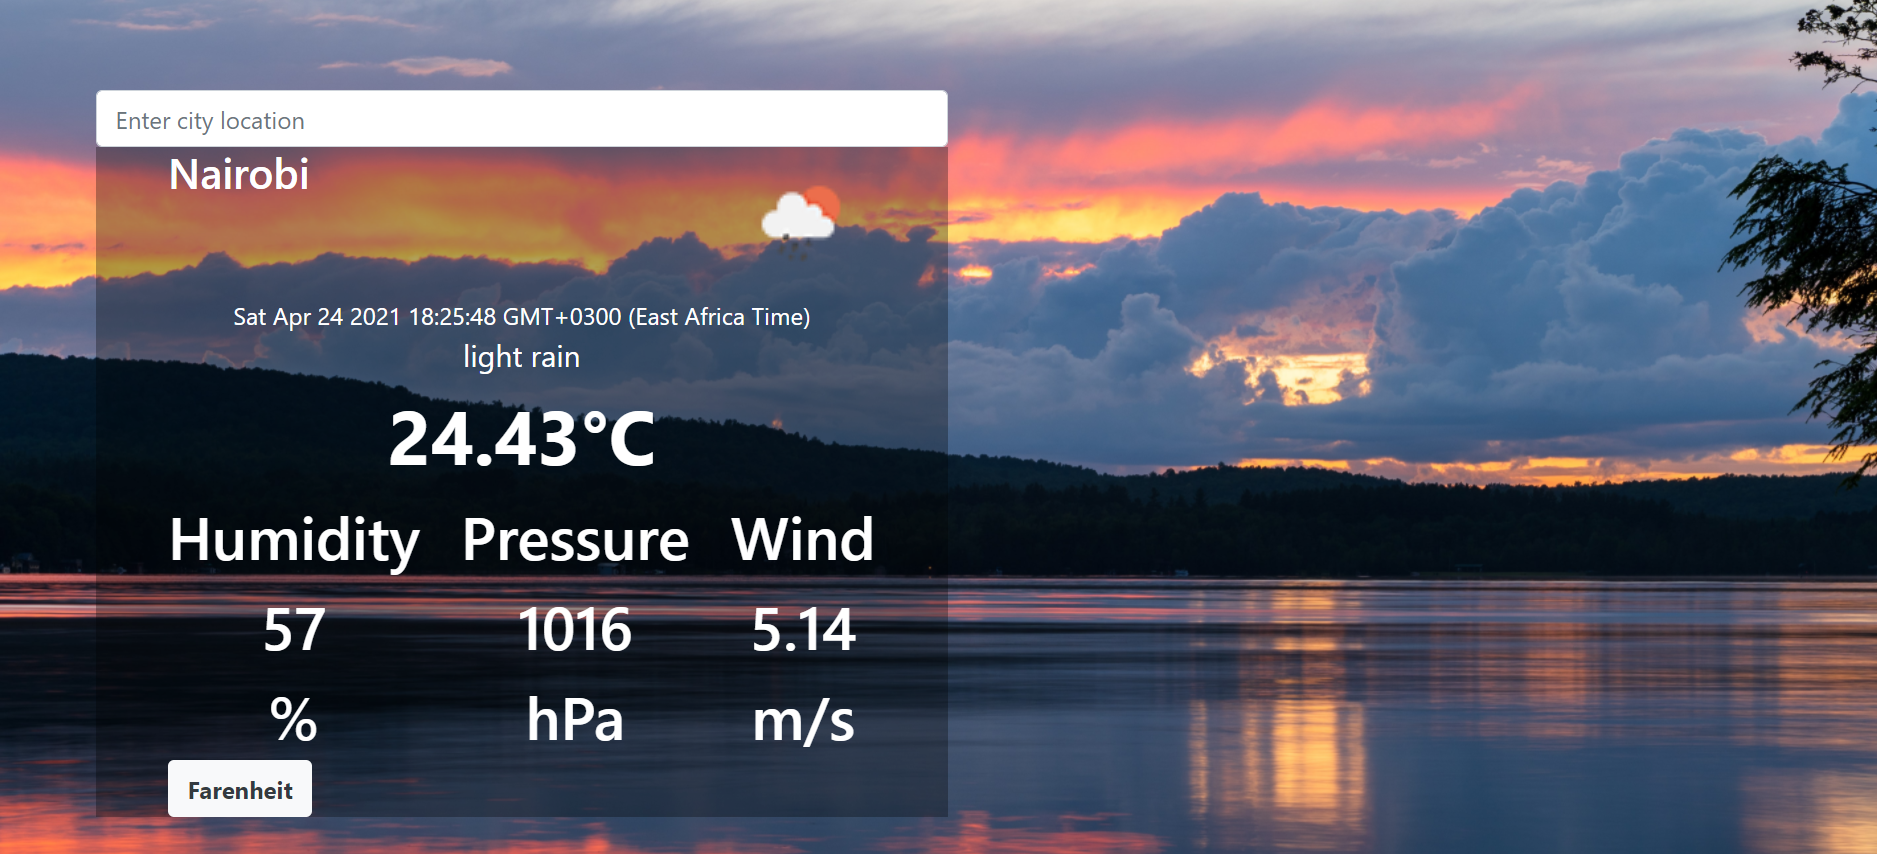 Enter city location
Nairobi
Sat Apr 24 2021 18:25:48 GMT+0300 (East Africa Time)
light rain
24.43°C
Humidity Pressure Wind
57 1016 5.14
% hPa m/s
Farenheit